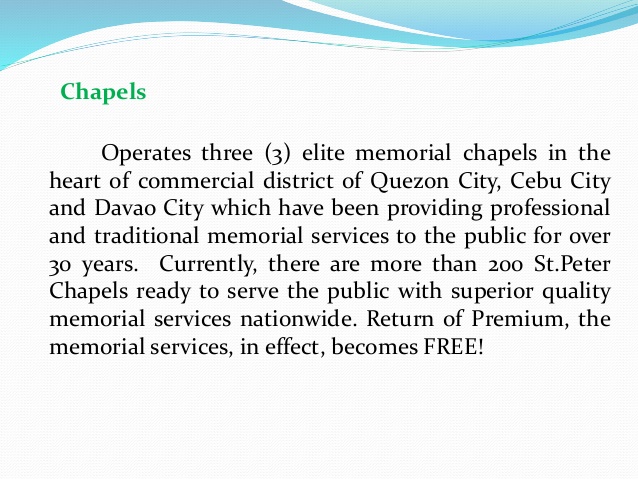 Chapels
Operates three (3) elite memorial chapels in the
heart of commercial district of Quezon City, Cebu City
and Davao City which have been providing professional
and traditional memorial services to the public for over
30 years.  Currently, there are more than 200 St.Peter
Chapels ready to serve the public with superior quality
memorial services nationwide. Return of Premium, the
memorial services, in effect, becomes FREE!